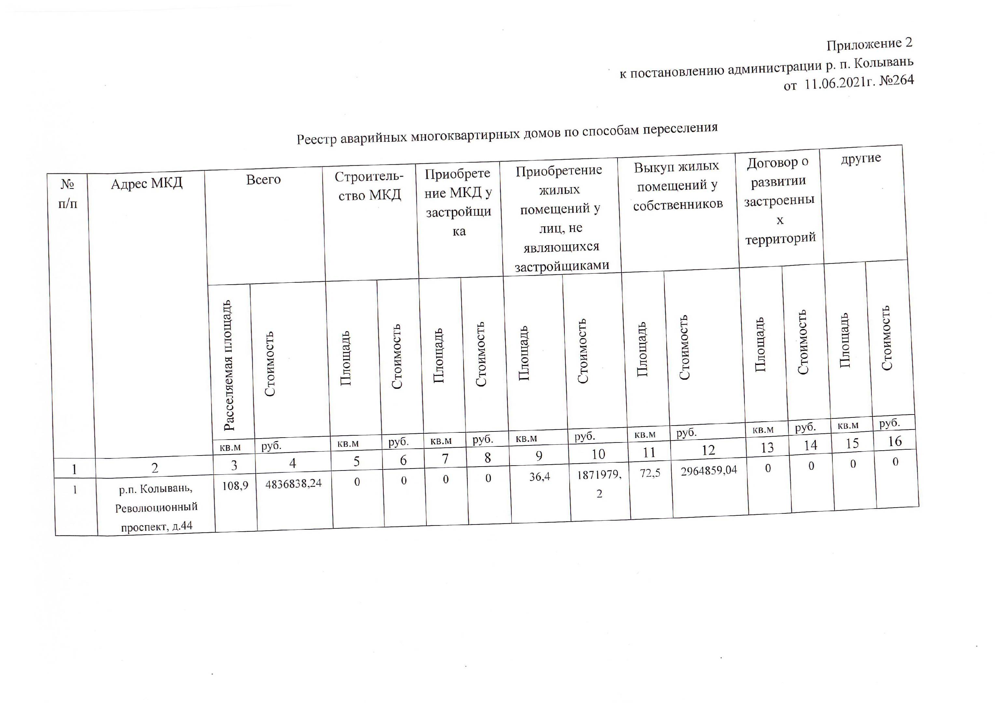 Приложение 2
к постановлению администрации р. п. Колывань
от 11.06.2021г. №264
Реестр аварийных многоквартирных домов по способам переселения
№
п/п
Адрес МКД
Всего
Строитель-
ство МКД
Приобрете
ние МКД у
застройщи
ка
Приобретение
жилых
помещений у
лиц, не
являющихся
застройщиками
Выкуп жилых
помещений у
собственников
Договор о
развитии
застроенны
х
территорий
другие
Расселяемая площадь
Стоимость
Площадь
Стоимость
Площадь
Стоимость
Площадь
Стоимость
Площадь
Стоимость
Площадь
Стоимость
Площадь
Стоимость
кв.м
руб.
кв.м
руб.
кв.м
руб.
кв.м
руб.
кв.м
руб.
кв.м
руб.
кв.м
руб.
1
2
3
4
5
6
7
8
9
10
11
12
13
14
15
16
1
р.п. Колывань,
Революционный
проспект, д.44
108,9
4836838,24
0
0
0
0
36,4
1871979,
2
72,5
2964859,04
0
0
0
0